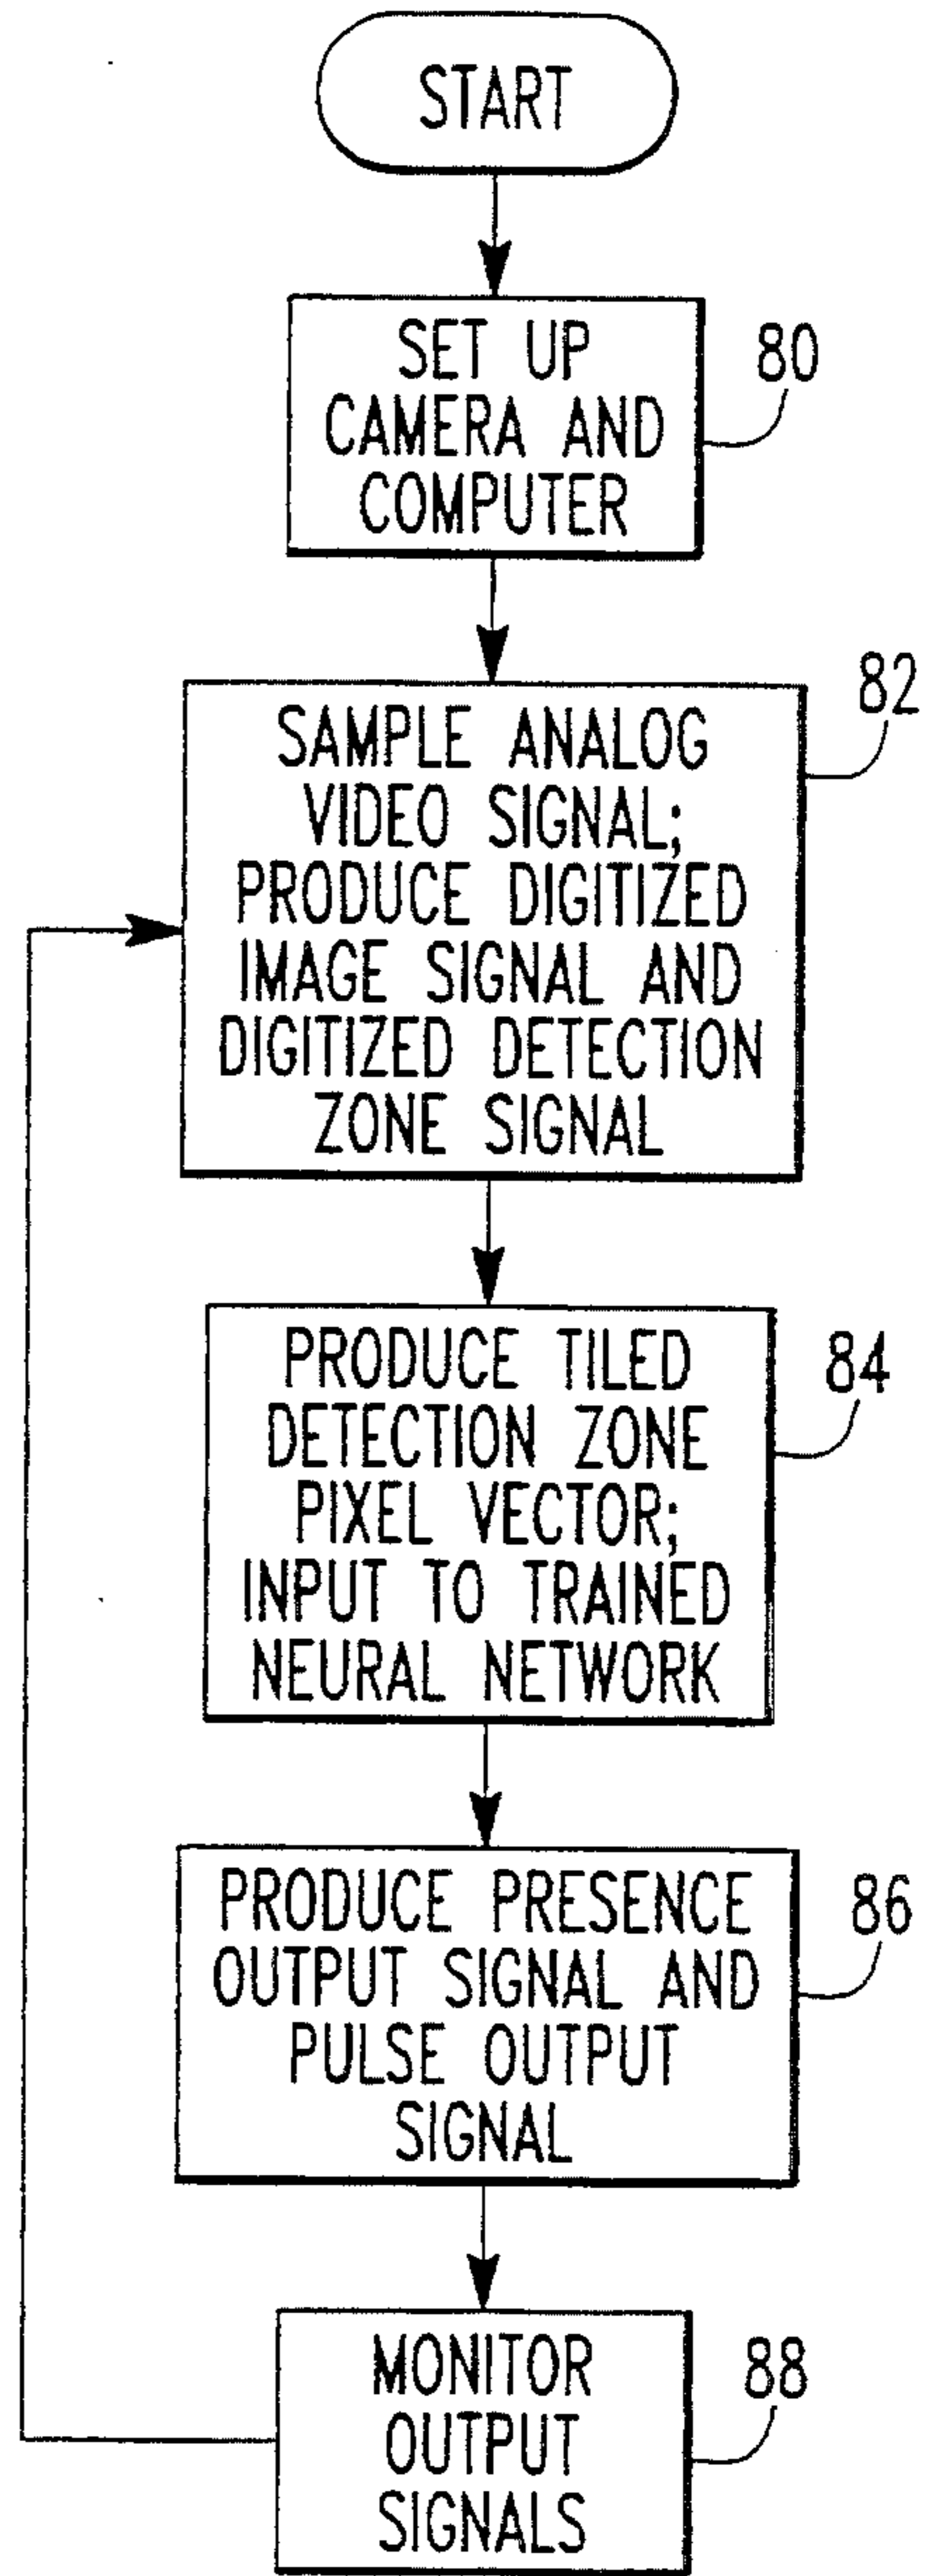 START
SET UP
CAMERA AND
COMPUTER
80
SAMPLE ANALOG
VIDEO SIGNAL;
PRODUCE DIGITIZED
IMAGE SIGNAL AND
DIGITIZED DETECTION
ZONE SIGNAL
82
PRODUCE TILED
DETECTION ZONE
PIXEL VECTOR;
INPUT TO TRAINED
NEURAL NETWORK
84
PRODUCE PRESENCE
OUTPUT SIGNAL AND
PULSE OUTPUT
SIGNAL
86
MONITOR
OUTPUT
SIGNALS
88